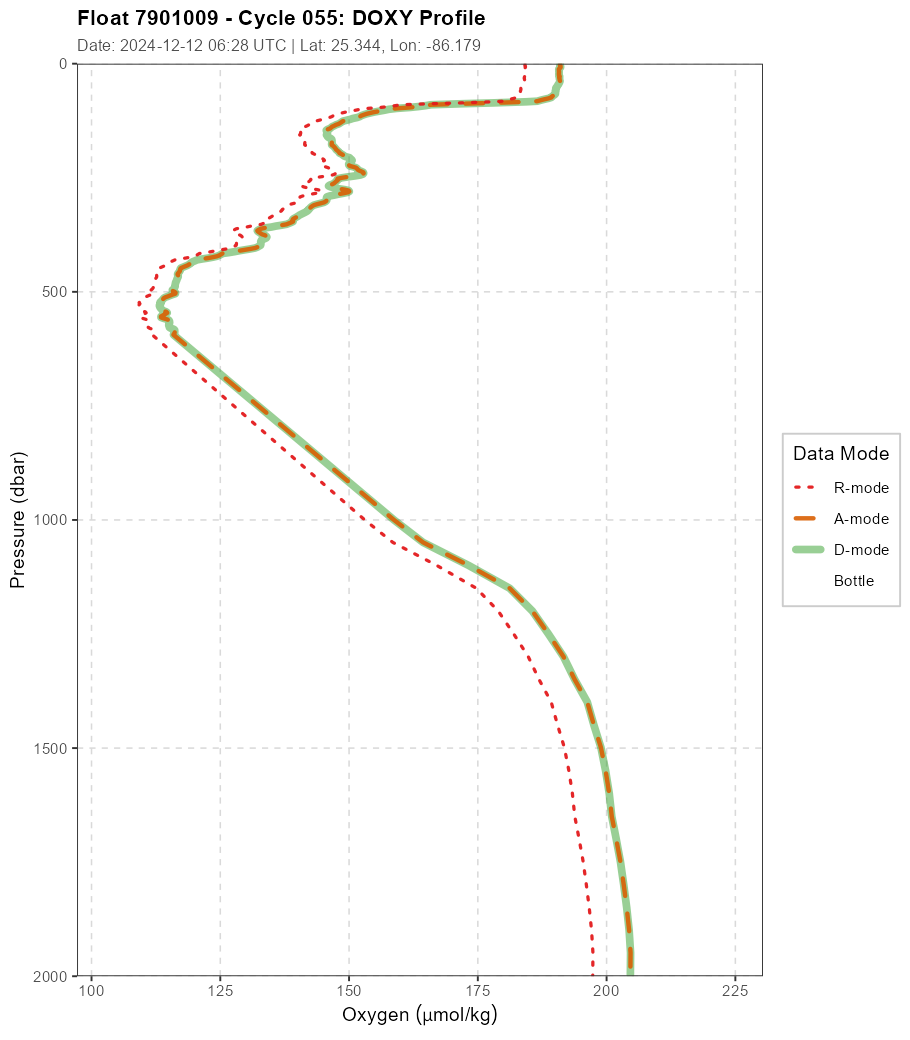 Float 7901009 - Cycle 055: DOXY Profile
Date: 2024-12-12 06:28 UTC | Lat: 25.344, Lon: -86.179
0
500
1000
1500
2000
Pressure (dbar)
100 125 150 175 200 225
Oxygen (μmol/kg)
Data Mode
R-mode
A-mode
D-mode
Bottle